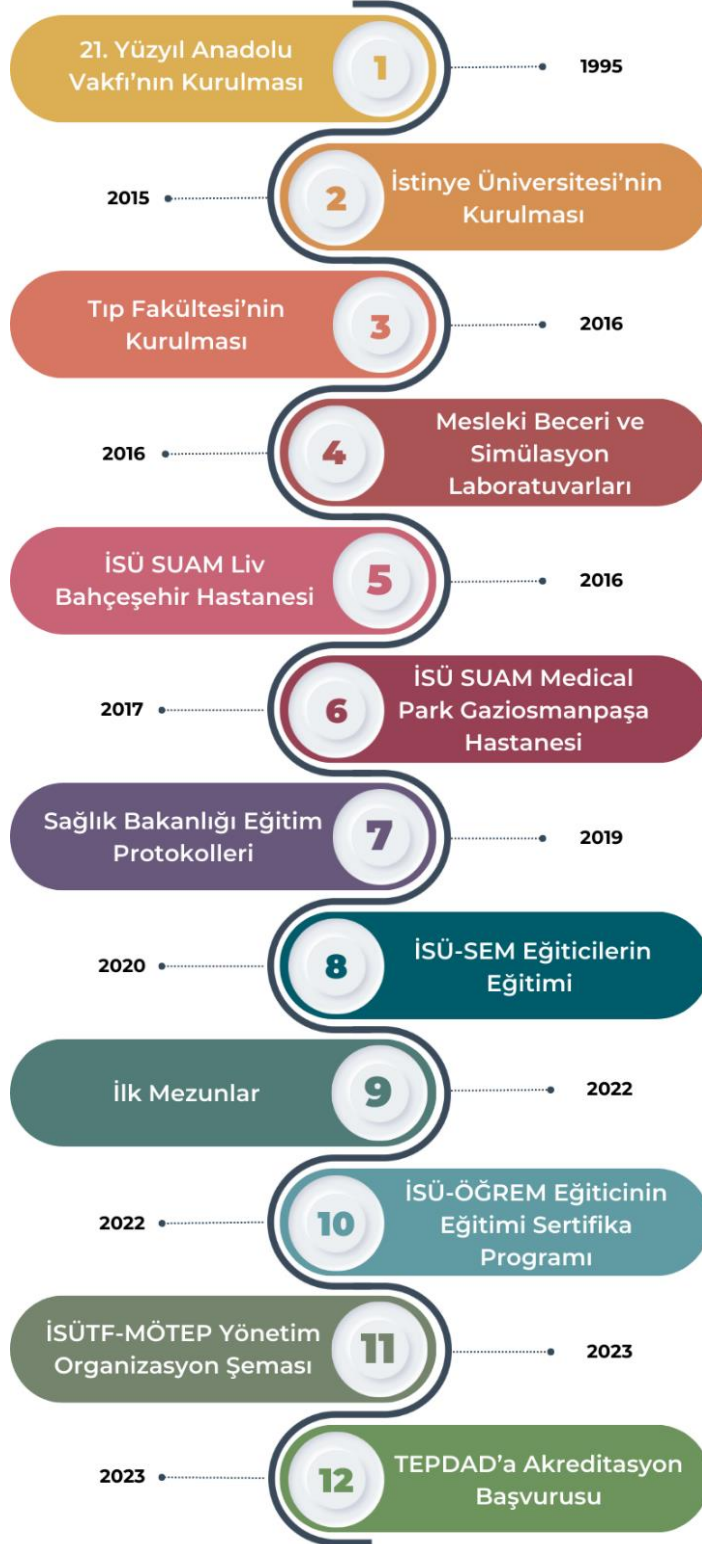 21. Yüzyıl Anadolu
Vakfı’nın Kurulması
1
1995
2015
2
İstinye Üniversitesi’nin
Kurulması
Tıp Fakültesi’nin
Kurulması
3
2016
2016
4
Mesleki Beceri ve
Simülasyon
Laboratuvarları
İSÜ SUAM Liv
Bahçeşehir Hastanesi
5
2016
2017
6
İSÜ SUAM Medical
Park Gaziosmanpaşa
Hastanesi
Sağlık Bakanlığı Eğitim
Protokolleri
7
2019
2020
8
İSÜ-SEM Eğiticilerin
Eğitimi
İlk Mezunlar
9
2022
2022
10
İSÜ-ÖĞREM Eğiticinin
Eğitimi Sertifika
Programı
İSÜTF-MÖTEP Yönetim
Organizasyon Şeması
11
2023
2023
12
TEPDAD’a Akreditasyon
Başvurusu